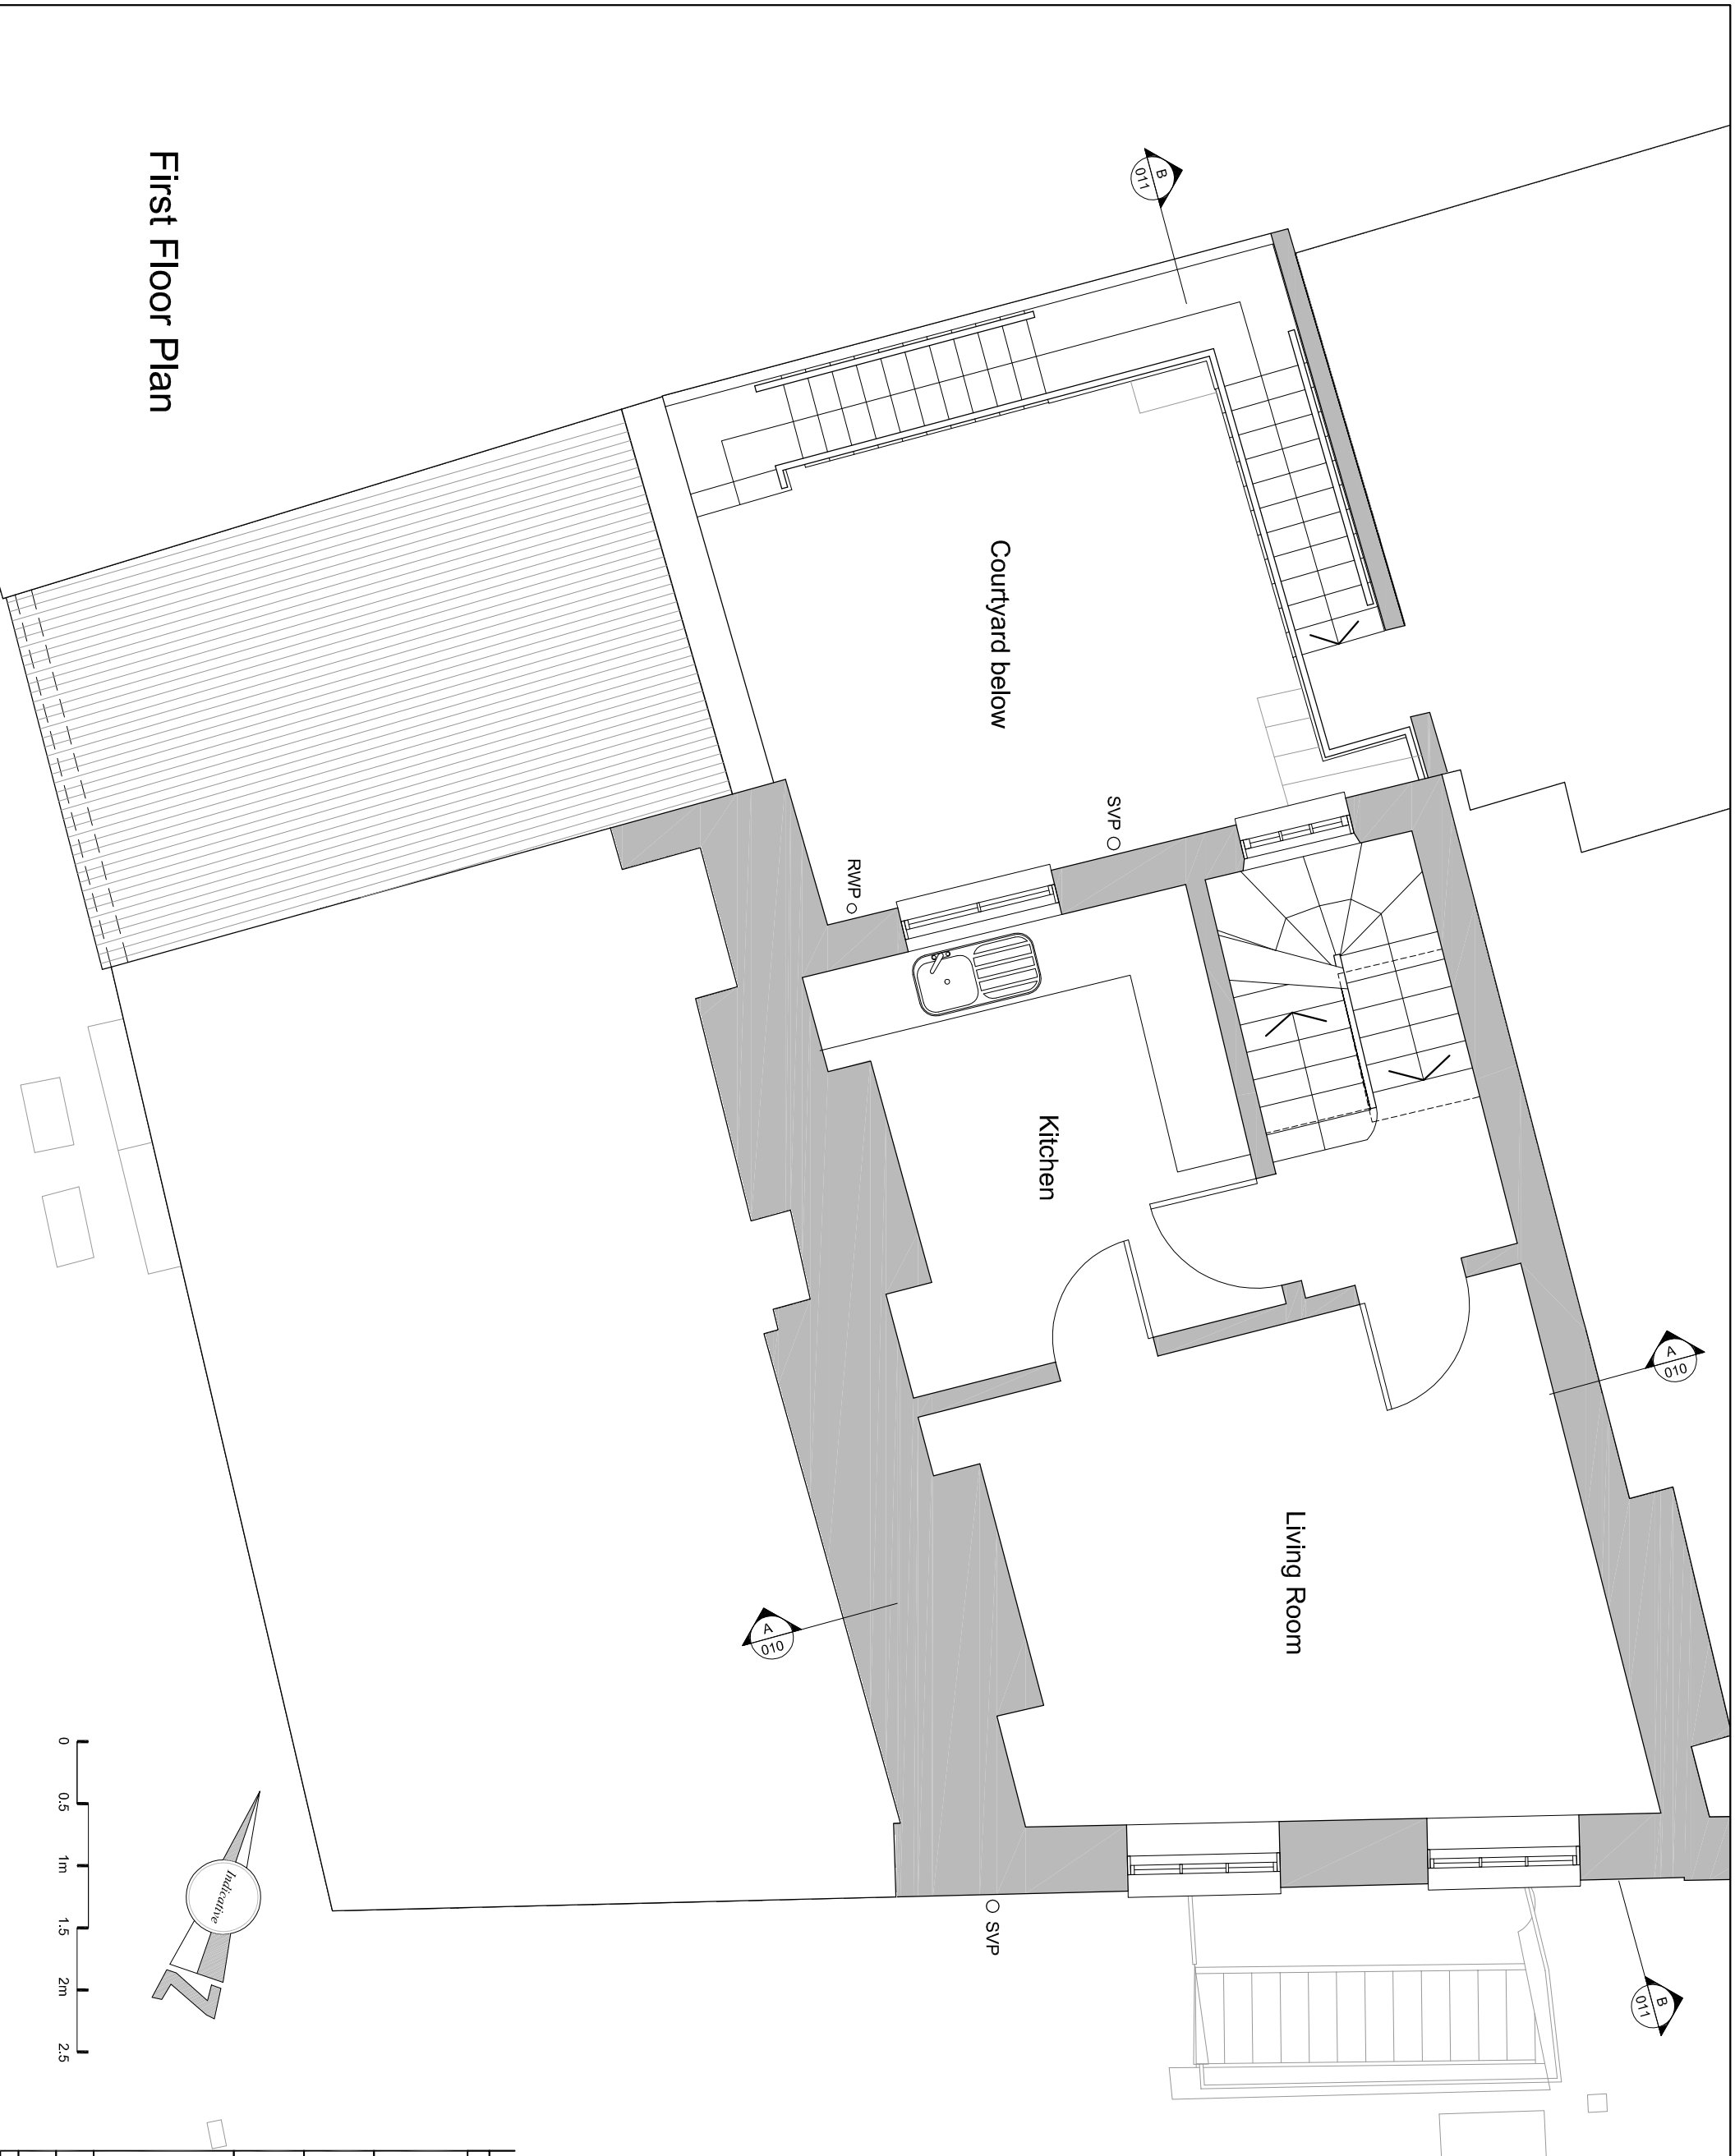 First Floor Plan
B
011
Courtyard below
SVP
RWP
Kitchen
Living Room
A
010
A
010
SVP
B
011
Indicative
N
0 0.5 1m 1.5 2m 2.5